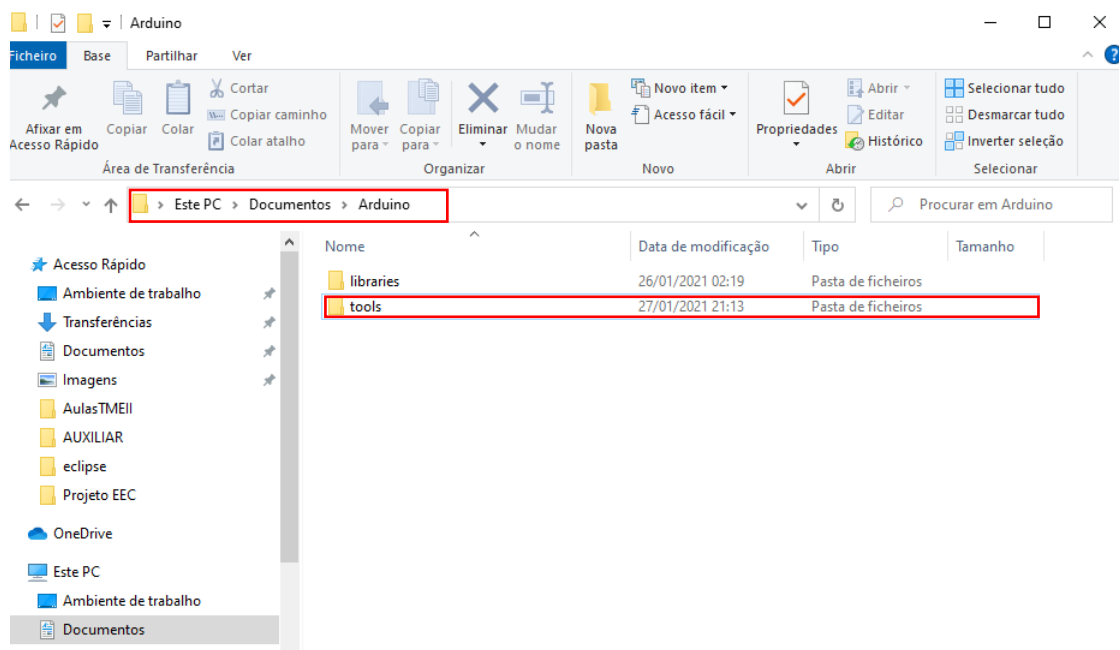 Arduino
Ficheiro Base Partilhar Ver
Afixar em Acesso Rápido
Copiar
Colar
Cortar
Copiar caminho
Colar atalho
Área de Transferência
Mover para
Copiar para
Eliminar
Mudar o nome
Organizar
Nova pasta
Novo item
Acesso fácil
Novo
Propriedades
Abrir
Editar
Histórico
Abrir
Selecionar tudo
Desmarcar tudo
Inverter seleção
Selecionar
Este PC > Documentos > Arduino
Procurar em Arduino
Acesso Rápido
Ambiente de trabalho
Transferências
Documentos
Imagens
AulasTMEII
AUXILIAR
eclipse
Projeto EEC
OneDrive
Este PC
Ambiente de trabalho
Documentos
Nome Data de modificação Tipo Tamanho
libraries 26/01/2021 02:19 Pasta de ficheiros
tools 27/01/2021 21:13 Pasta de ficheiros